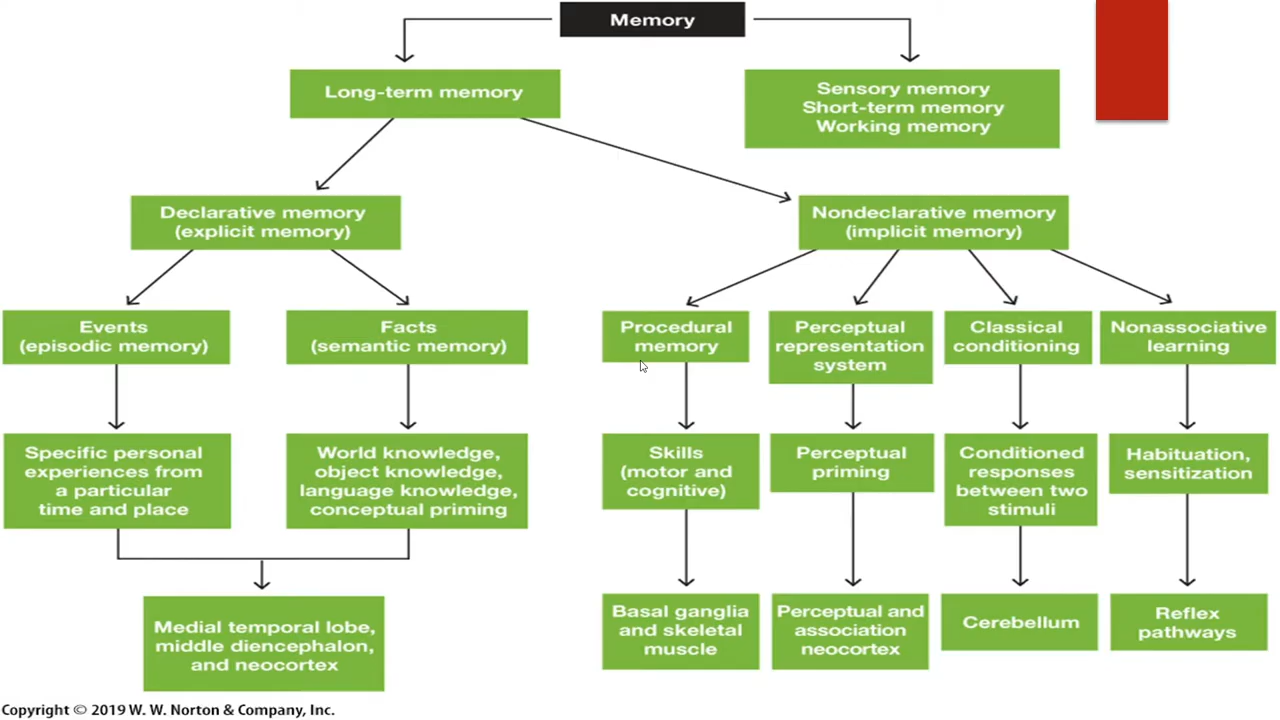 Memory
Long-term memory
Sensory memory
Short-term memory
Working memory
Declarative memory
(explicit memory)
Nondeclarative memory
(implicit memory)
Events
(episodic memory)
Facts
(semantic memory)
Procedural
memory
Perceptual
representation
system
Classical
conditioning
Nonassociative
learning
Specific personal
experiences from
a particular
time and place
World knowledge,
object knowledge,
language knowledge,
conceptual priming
Skills
(motor and
cognitive)
Perceptual
priming
Conditioned
responses
between two
stimuli
Habituation,
sensitization
Medial temporal lobe,
middle diencephalon,
and neocortex
Basal ganglia
and skeletal
muscle
Perceptual and
association
neocortex
Cerebellum
Reflex
pathways
Copyright © 2019 W. W. Norton & Company, Inc.